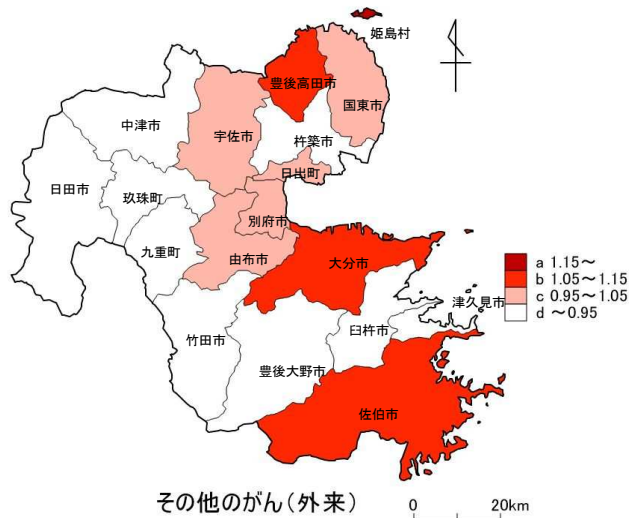 姫島村
豊後高田市
国東市
中津市
宇佐市
杵築市
日出町
日田市
玖珠町
別府市
九重町
由布市
大分市
a 1.15～
b 1.05～1.15
c 0.95～1.05
d ～0.95
津久見市
臼杵市
竹田市
豊後大野市
佐伯市
その他のがん(外来)
0 20km